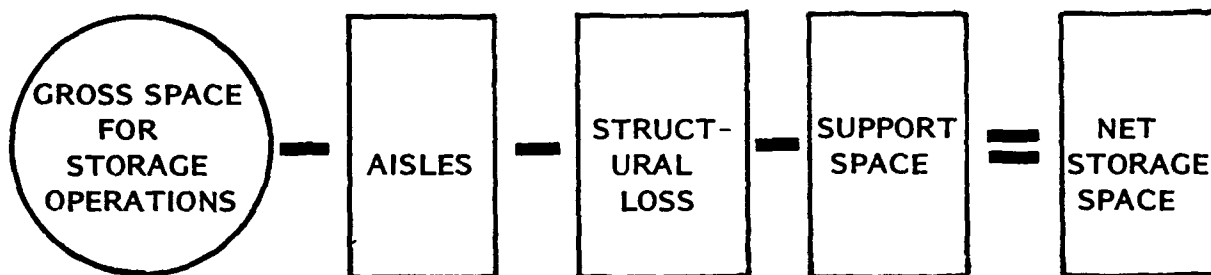 GROSS SPACE
FOR
STORAGE
OPERATIONS
-
AISLES
-
STRUCT-
URAL
LOSS
-
SUPPORT
SPACE
=
NET
STORAGE
SPACE